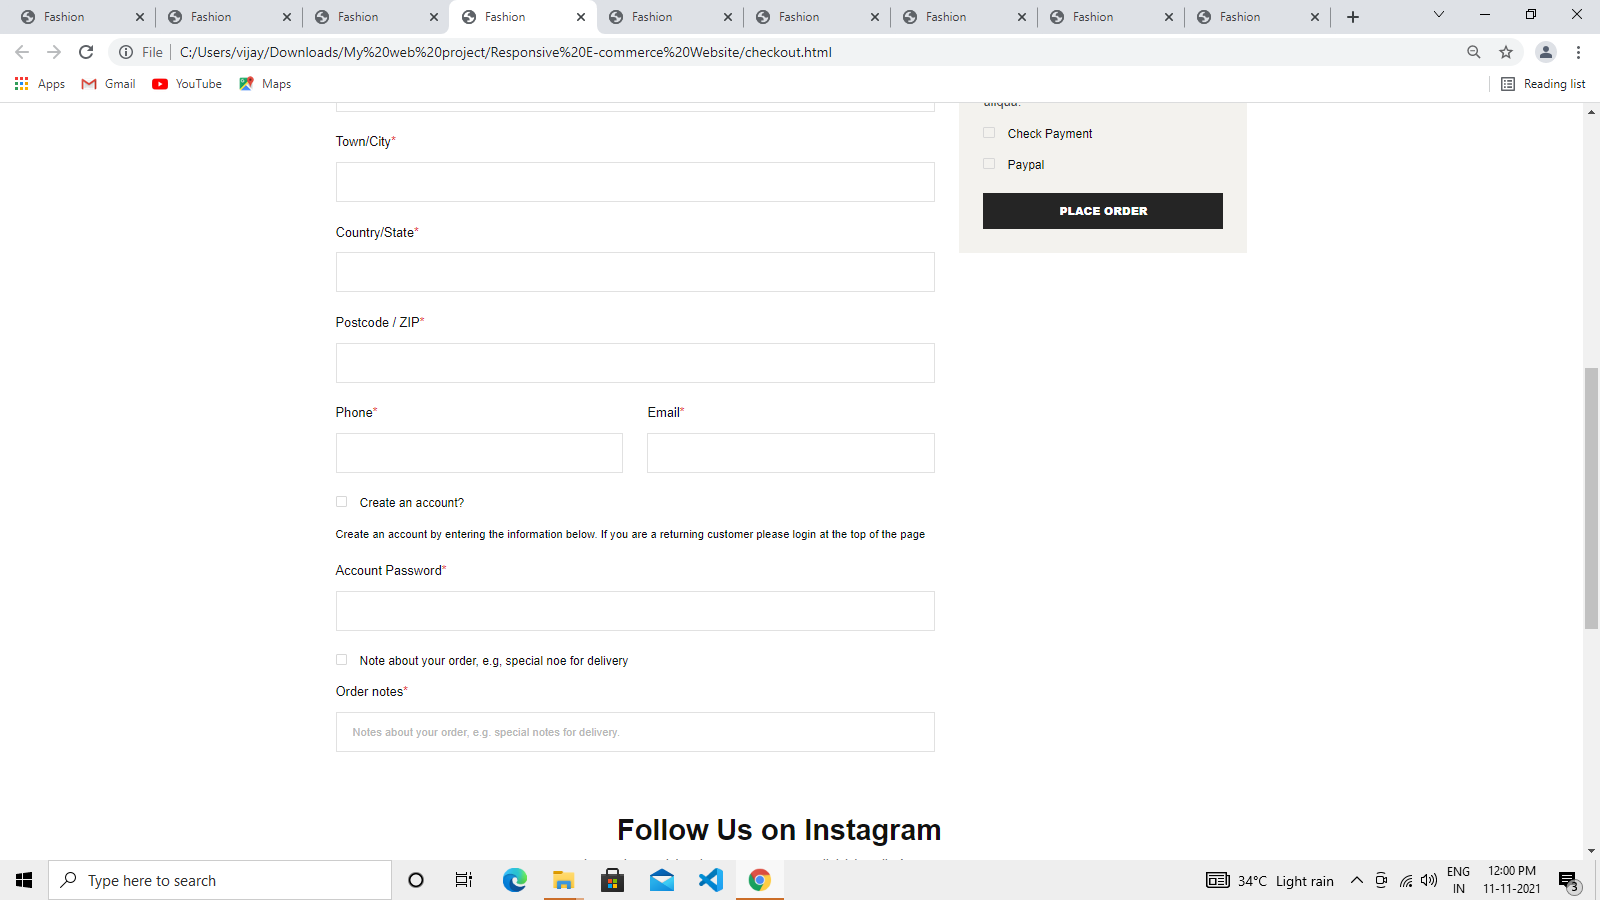 Fashion Fashion Fashion Fashion Fashion Fashion Fashion Fashion Fashion
File C:/Users/vijay/Downloads/My%20web%20project/Responsive%20E-commerce%20Website/checkout.html
Apps Gmail YouTube Maps Reading list
aliqua.
Check Payment
Paypal
PLACE ORDER
Town/City*
Country/State*
Postcode / ZIP*
Phone* Email*
Create an account?
Create an account by entering the information below. If you are a returning customer please login at the top of the page
Account Password*
Note about your order, e.g, special noe for delivery
Order notes*
Notes about your order, e.g. special notes for delivery.
Follow Us on Instagram
Type here to search
34°C Light rain
ENG
IN
12:00 PM
11-11-2021
3